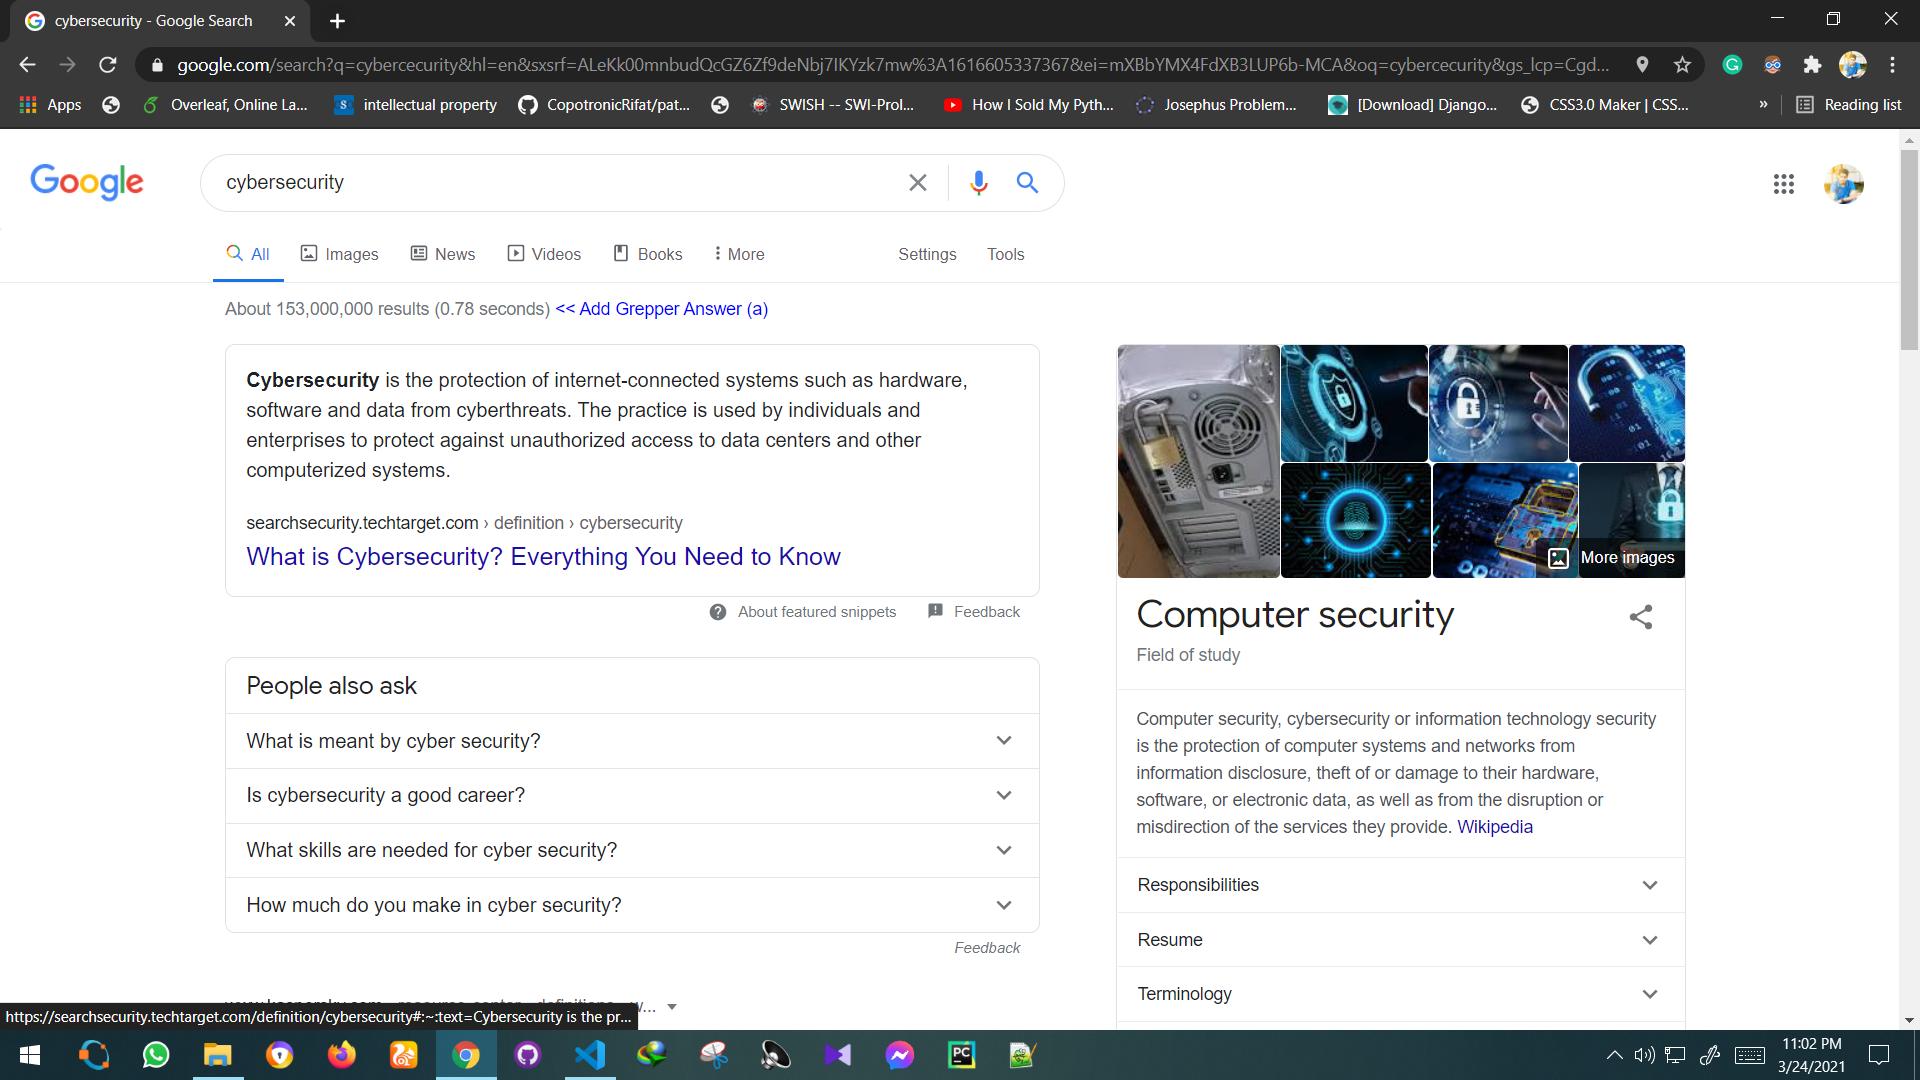 cybersecurity - Google Search
google.com/search?q=cybercecurity&hl=en&sxsrf=ALeKk00mnbudQcGZ6Zf9deNbj7IKYzk7mw%3A1616605337367&ei=mXBbYMX4FdXB3LUP6b-MCA&oq=cybercecurity&gs_lcp=Cgd...
Apps Overleaf, Online La... intellectual property CopotronicRifat/pat... SWISH -- SWI-Prol... How I Sold My Pyth... Josephus Problem... [Download] Django... CSS3.0 Maker | CSS... » Reading list
Google
cybersecurity
All Images News Videos Books More Settings Tools
About 153,000,000 results (0.78 seconds) << Add Grepper Answer (a)
Cybersecurity is the protection of internet-connected systems such as hardware,
software and data from cyberthreats. The practice is used by individuals and
enterprises to protect against unauthorized access to data centers and other
computerized systems.
searchsecurity.techtarget.com › definition › cybersecurity
What is Cybersecurity? Everything You Need to Know
About featured snippets Feedback
People also ask
What is meant by cyber security?
Is cybersecurity a good career?
What skills are needed for cyber security?
How much do you make in cyber security?
Feedback
More images
Computer security
Field of study
Computer security, cybersecurity or information technology security
is the protection of computer systems and networks from
information disclosure, theft of or damage to their hardware,
software, or electronic data, as well as from the disruption or
misdirection of the services they provide. Wikipedia
Responsibilities
Resume
Terminology
https://searchsecurity.techtarget.com/definition/cybersecurity#:~:text=Cybersecurity is the pr...
11:02 PM
3/24/2021